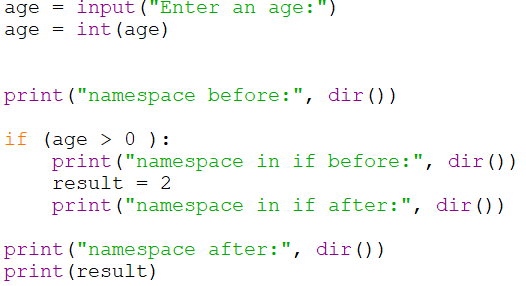 age = input("Enter an age:")
age = int(age)
print("namespace before:", dir())
if (age > 0 ):
    print("namespace in if before:", dir())
    result = 2
    print("namespace in if after:", dir())
print("namespace after:", dir())
print(result)